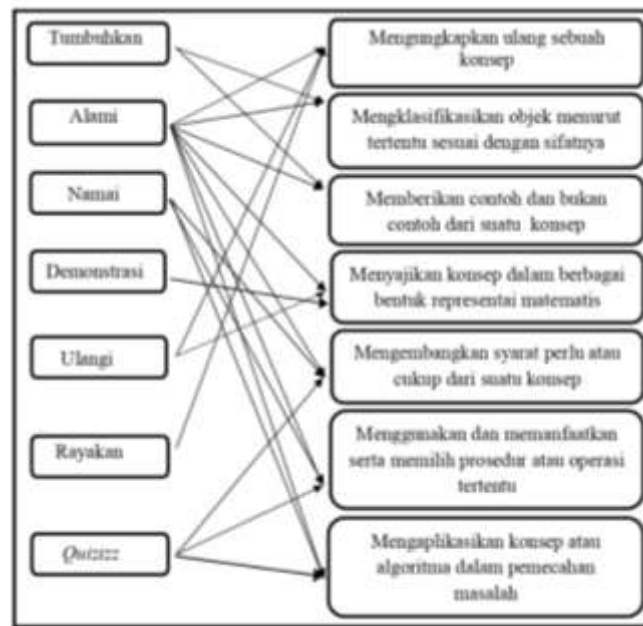 Tumbuhkan
Alami
Namai
Demonstrasi
Ulangi
Rayakan
Quizizz
Mengungkapkan ulang sebuah
konsep
Mengklasifikasikan objek menurut
tertentu sesuai dengan sifatnya
Memberikan contoh dan bukan
contoh dari suatu konsep
Menyajikan konsep dalam berbagai
bentuk representai matematis
Mengembangkan syarat perlu atau
cukup dari suatu konsep
Menggunakan dan memanfaatkan
serta memilih prosedur atau operasi
tertentu
Mengaplikasikan konsep atau
algoritma dalam pemecahan
masalah